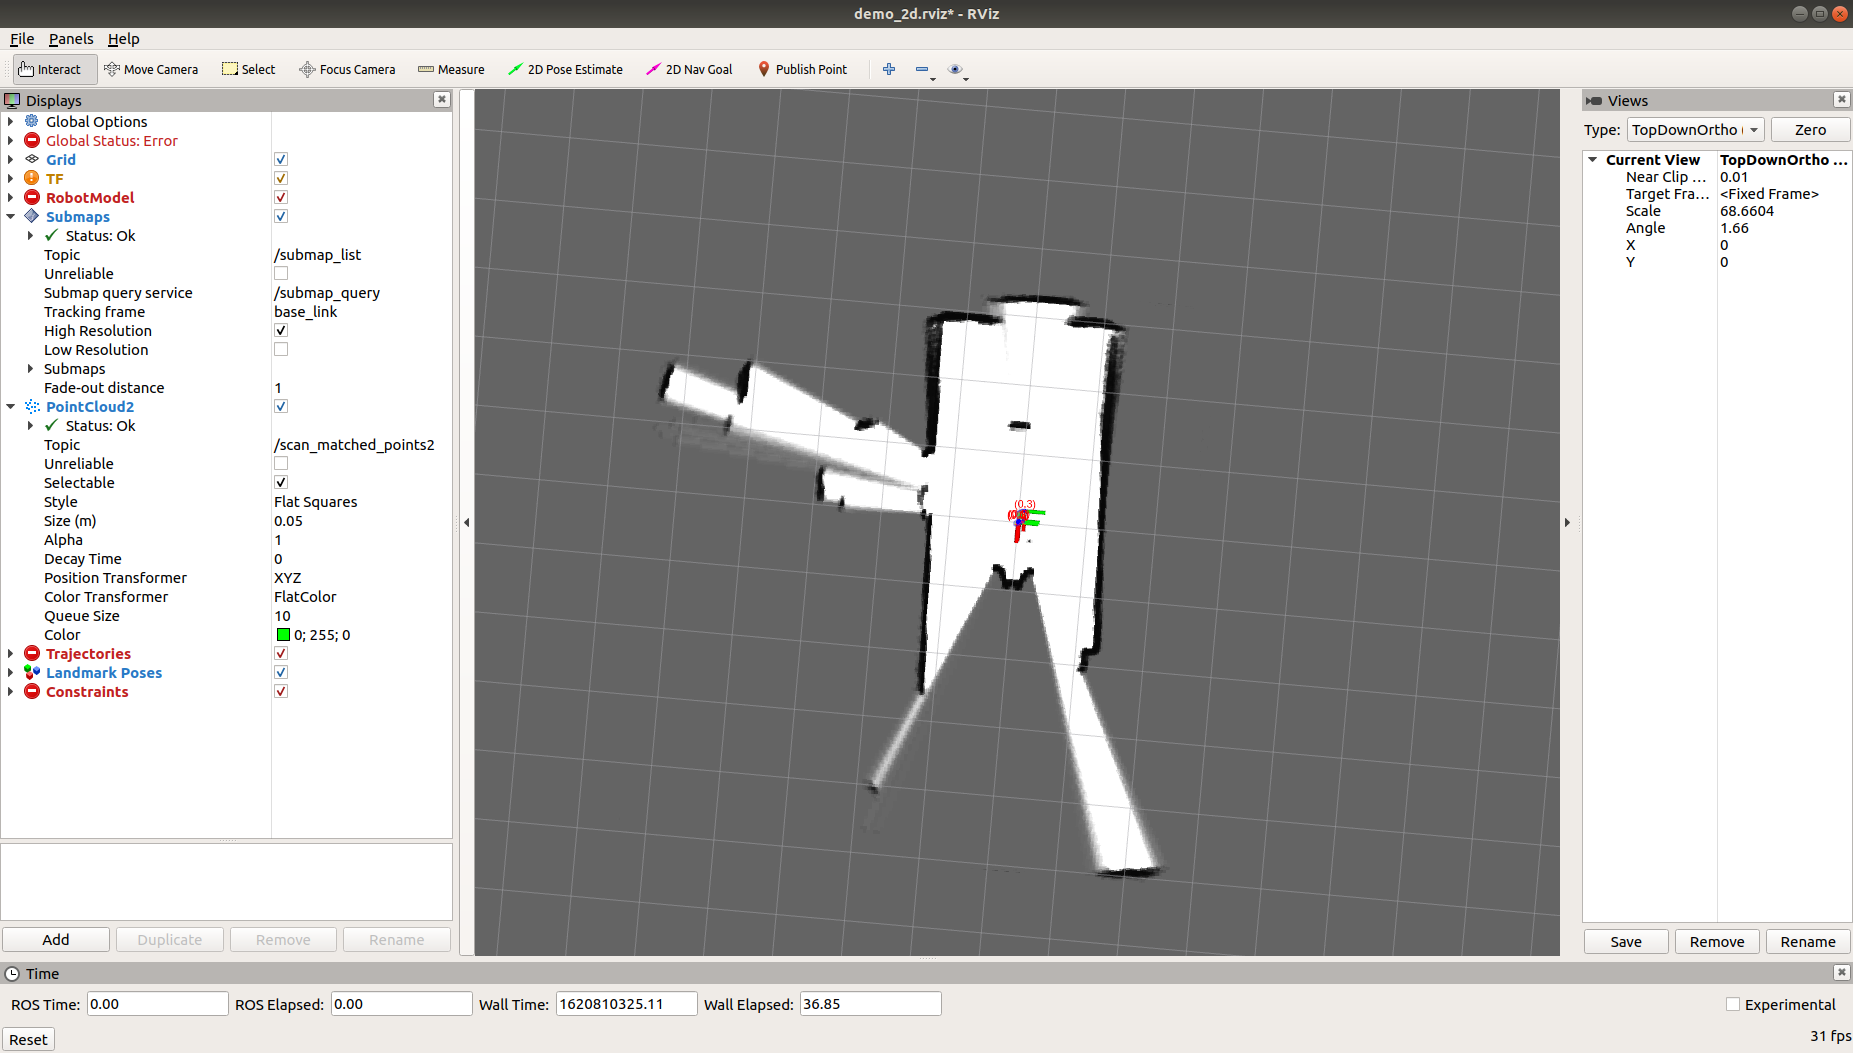 demo_2d.rviz* - RViz
File Panels Help
Interact Move Camera Select Focus Camera Measure 2D Pose Estimate 2D Nav Goal Publish Point
Displays
Global Options
Global Status: Error
Grid
TF
RobotModel
Submaps
Status: Ok
Topic /submap_list
Unreliable
Submap query service /submap_query
Tracking frame base_link
High Resolution
Low Resolution
Submaps
Fade-out distance 1
PointCloud2
Status: Ok
Topic /scan_matched_points2
Unreliable
Selectable
Style Flat Squares
Size (m) 0.05
Alpha 1
Decay Time 0
Position Transformer XYZ
Color Transformer FlatColor
Queue Size 10
Color 0; 255; 0
Trajectories
Landmark Poses
Constraints
Add Duplicate Remove Rename
(0.3)
Views
Type: TopDownOrtho ( Zero
Current View TopDownOrtho ...
Near Clip ... 0.01
Target Fra... <Fixed Frame>
Scale 68.6604
Angle 1.66
X 0
Y 0
Save Remove Rename
Time
ROS Time: 0.00 ROS Elapsed: 0.00 Wall Time: 1620810325.11 Wall Elapsed: 36.85 Experimental
Reset 31 fps